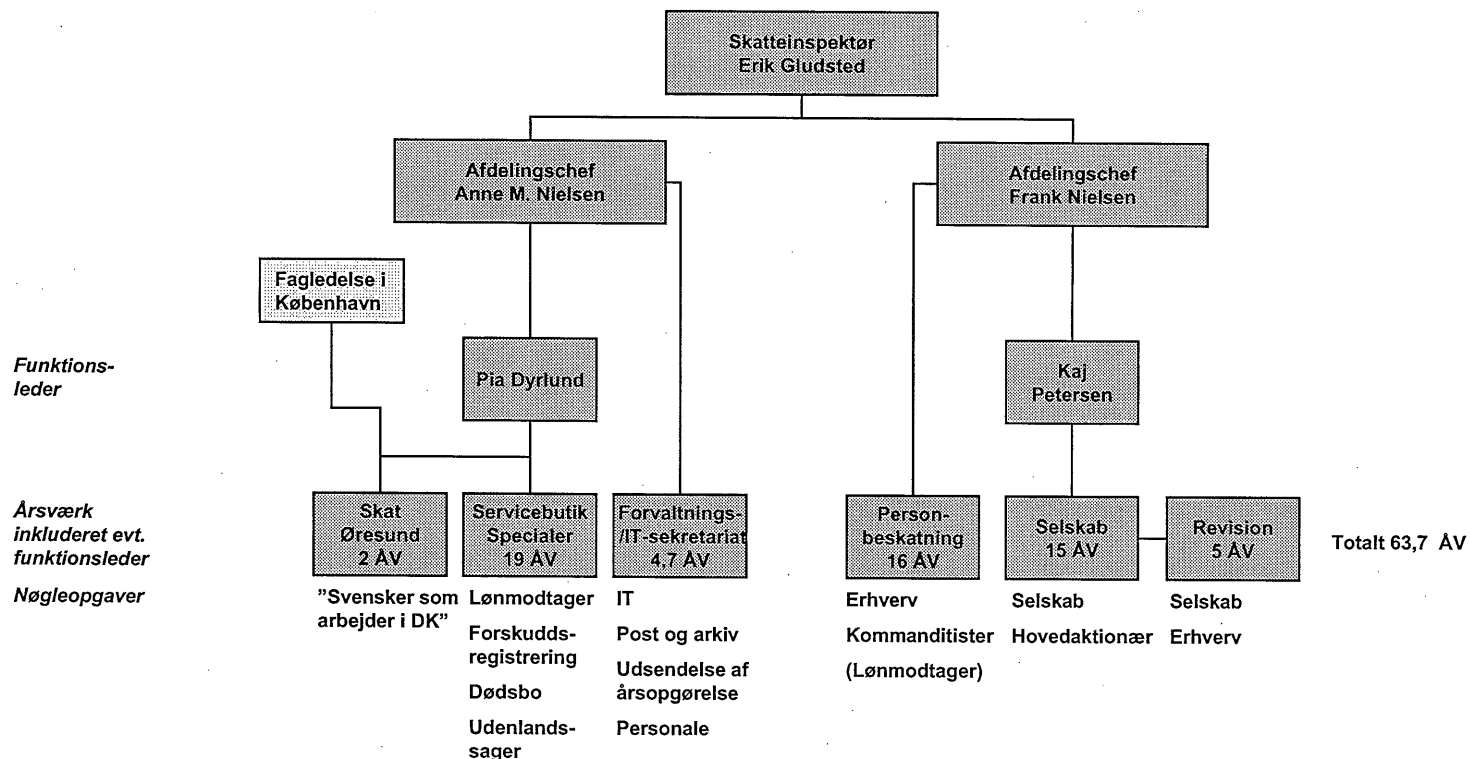 Skatteinspektør
Erik Gludsted
Afdelingschef
Anne M. Nielsen
Afdelingschef
Frank Nielsen
Fagledelse i
København
Funktions-
leder
Pia Dyrlund
Kaj
Petersen
Årsværk
inkluderet evt.
funktionsleder
Skat
Øresund
2 ÅV
Servicebutik
Specialer
19 ÅV
Forvaltnings-
/IT-sekretariat
4,7 ÅV
Person-
beskatning
16 ÅV
Selskab
15 ÅV
Revision
5 ÅV
Totalt 63,7 ÅV
Nøgleopgaver
”Svensker som
arbejder i DK”
Lønmodtager
Forskudds-
registrering
Dødsbo
Udenlands-
sager
IT
Post og arkiv
Udsendelse af
årsopgørelse
Personale
Erhverv
Kommanditister
(Lønmodtager)
Selskab
Hovedaktionær
Selskab
Erhverv